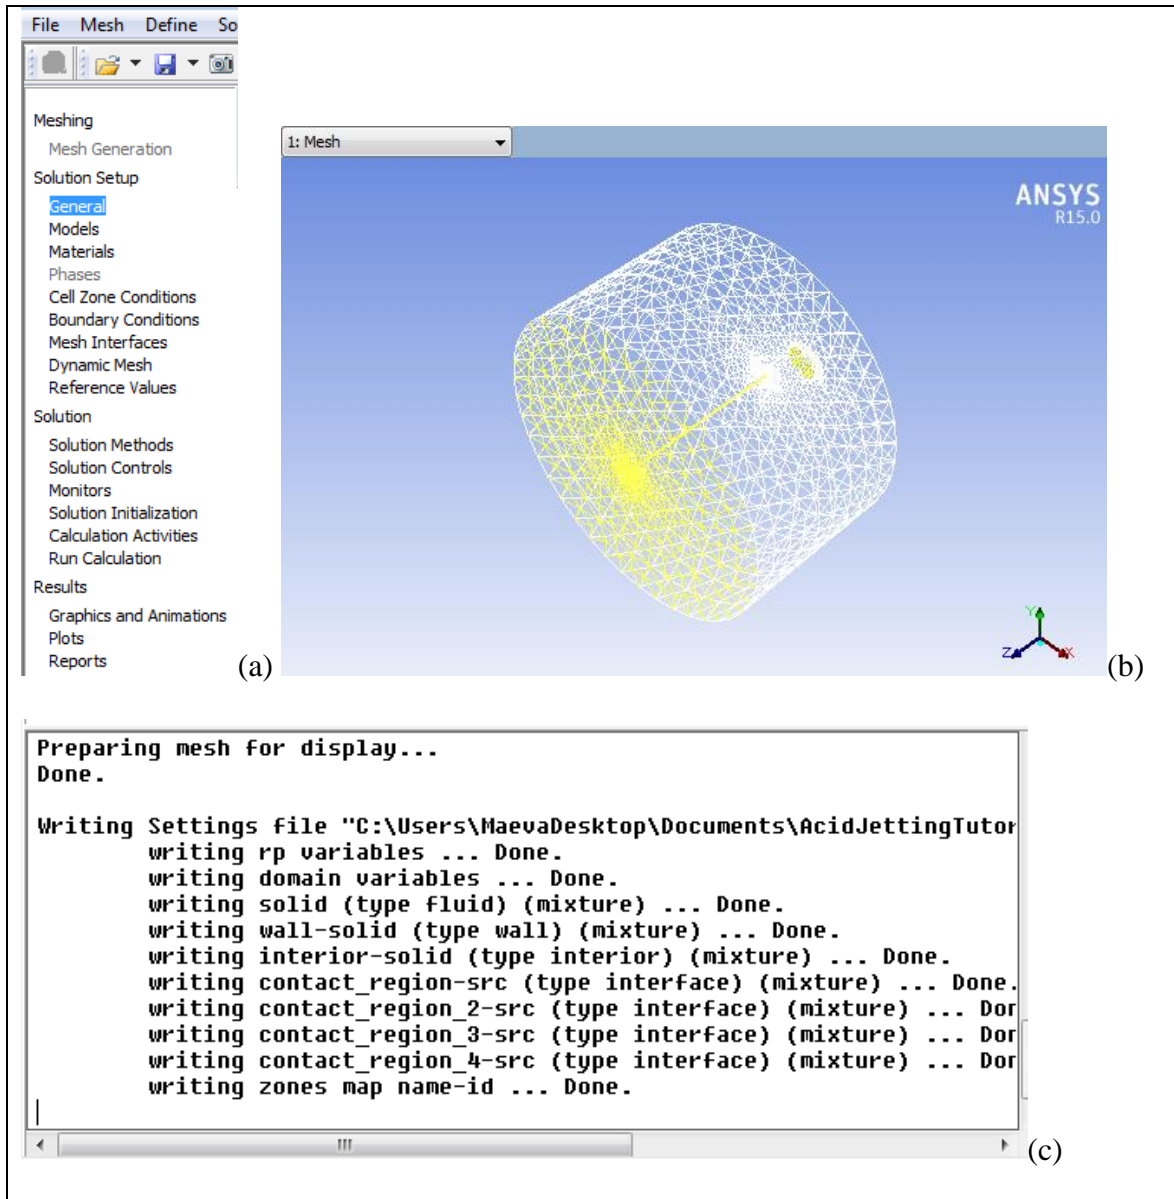 File Mesh Define So
Meshing
Mesh Generation
Solution Setup
General
Models
Materials
Phases
Cell Zone Conditions
Boundary Conditions
Mesh Interfaces
Dynamic Mesh
Reference Values
Solution
Solution Methods
Solution Controls
Monitors
Solution Initialization
Calculation Activities
Run Calculation
Results
Graphics and Animations
Plots
Reports
(a)
1: Mesh
ANSYS
R15.0
Y
Z X
(b)
Preparing mesh for display...
Done.
Writing Settings file "C:\Users\MaevaDesktop\Documents\AcidJettingTutor
writing rp variables ... Done.
writing domain variables ... Done.
writing solid (type fluid) (mixture) ... Done.
writing wall-solid (type wall) (mixture) ... Done.
writing interior-solid (type interior) (mixture) ... Done.
writing contact_region-src (type interface) (mixture) ... Done.
writing contact_region_2-src (type interface) (mixture) ... Don
writing contact_region_3-src (type interface) (mixture) ... Don
writing contact_region_4-src (type interface) (mixture) ... Don
writing zones map name-id ... Done.
(c)